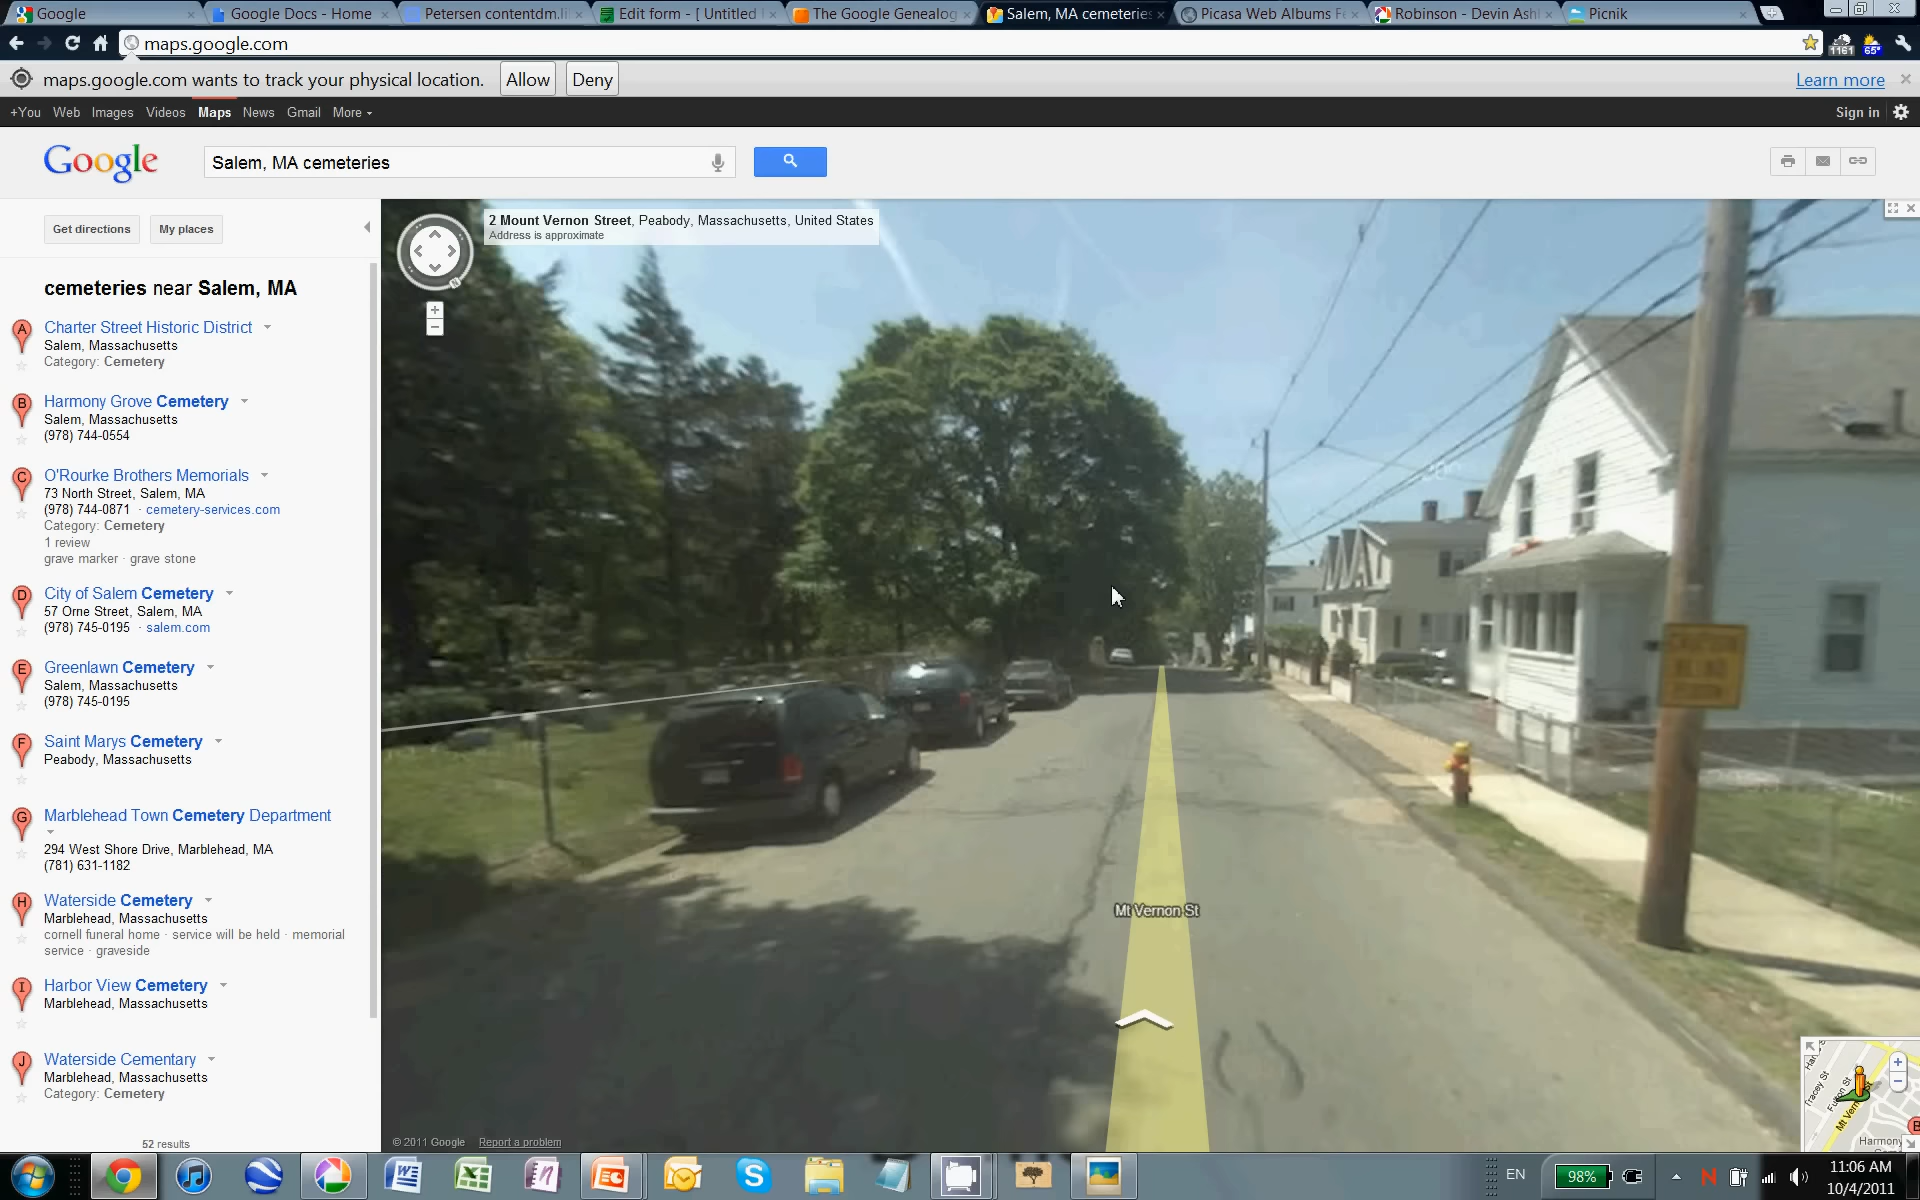 Google
Google Docs - Home
Petersen contentdm.li
Edit form - [ Untitled
The Google Genealog
Salem, MA cemeteries
Picasa Web Albums F
Robinson - Devin Ash
Picnik
maps.google.com
1161
65°
maps.google.com wants to track your physical location.
Allow
Deny
Learn more
+You Web Images Videos Maps News Gmail More
Sign in
Google
Salem, MA cemeteries
Get directions
My places
2 Mount Vernon Street, Peabody, Massachusetts, United States
Address is approximate
N
cemeteries near Salem, MA
A
Charter Street Historic District
Salem, Massachusetts
Category: Cemetery
B
Harmony Grove Cemetery
Salem, Massachusetts
(978) 744-0554
C
O'Rourke Brothers Memorials
73 North Street, Salem, MA
(978) 744-0871 · cemetery-services.com
Category: Cemetery
1 review
grave marker · grave stone
D
City of Salem Cemetery
57 Orne Street, Salem, MA
(978) 745-0195 · salem.com
E
Greenlawn Cemetery
Salem, Massachusetts
(978) 745-0195
F
Saint Marys Cemetery
Peabody, Massachusetts
G
Marblehead Town Cemetery Department
294 West Shore Drive, Marblehead, MA
(781) 631-1182
H
Waterside Cemetery
Marblehead, Massachusetts
cornell funeral home · service will be held · memorial
service · graveside
I
Harbor View Cemetery
Marblehead, Massachusetts
J
Waterside Cementary
Marblehead, Massachusetts
Category: Cemetery
52 results
Mt Vernon St
© 2011 Google
Report a problem
Tracey St
Fulton St
Mt Ver
Harmony
B
EN
98%
11:06 AM
10/4/2011